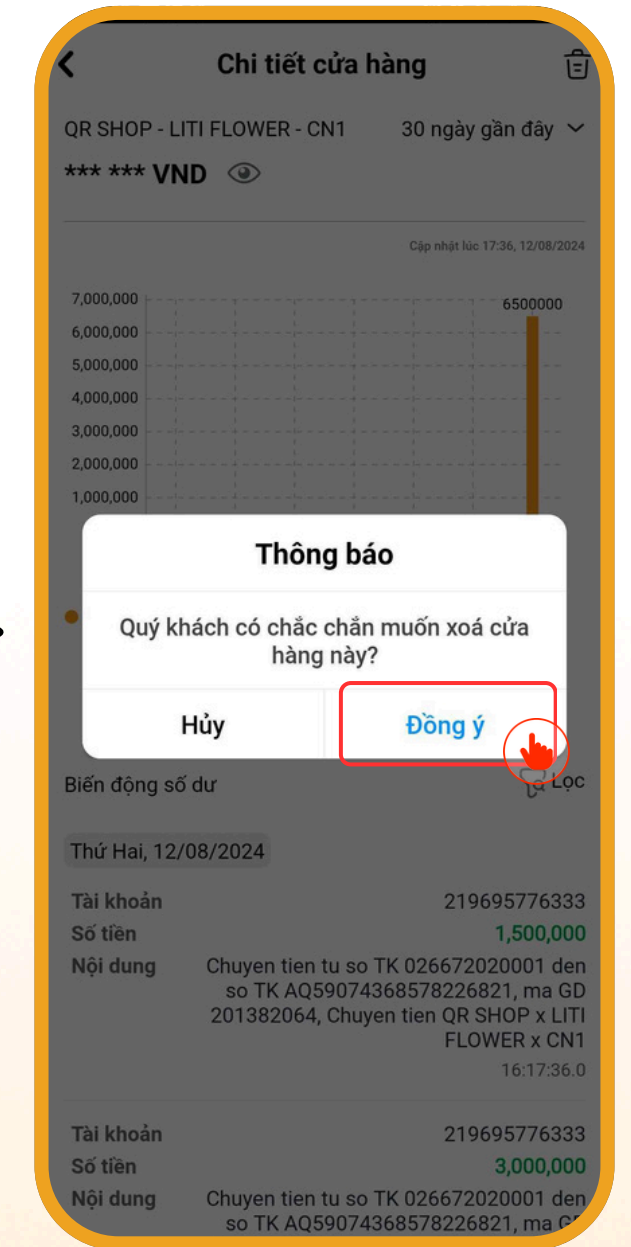 Chi tiết cửa hàng
QR SHOP - LITI FLOWER - CN1 30 ngày gần đây
*** *** VND
Cập nhật lúc 17:36, 12/08/2024
7,000,000
6500000
6,000,000
5,000,000
4,000,000
3,000,000
2,000,000
1,000,000
Thông báo
Quý khách có chắc chắn muốn xoá cửa
hàng này?
Hủy Đồng ý
Biến động số dư Lọc
Thứ Hai, 12/08/2024
Tài khoản 219695776333
Số tiền 1,500,000
Nội dung Chuyen tien tu so TK 026672020001 den
so TK AQ59074368578226821, ma GD
201382064, Chuyen tien QR SHOP x LITI
FLOWER x CN1
16:17:36.0
Tài khoản 219695776333
Số tiền 3,000,000
Nội dung Chuyen tien tu so TK 026672020001 den
so TK AQ59074368578226821, ma